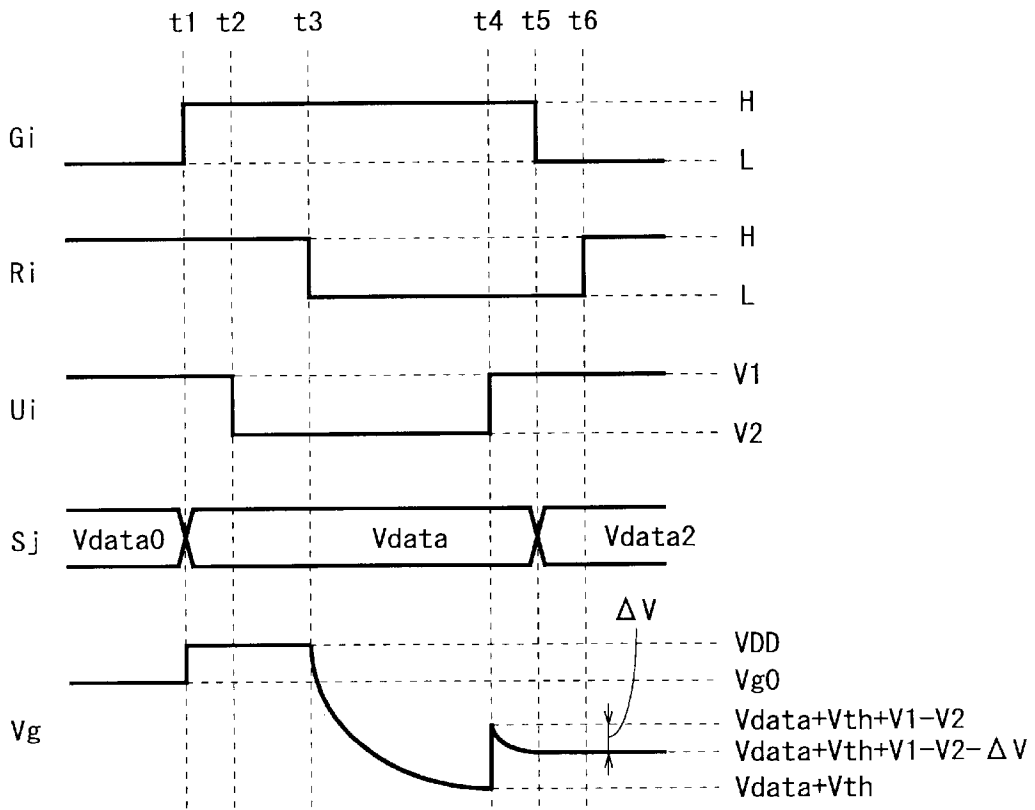 t1 t2 t3 t4 t5 t6
Gi
H
L
Ri
H
L
Ui
V1
V2
Sj
Vdata0
Vdata
Vdata2
ΔV
Vg
VDD
Vg0
Vdata+Vth+V1-V2
Vdata+Vth+V1-V2-ΔV
Vdata+Vth